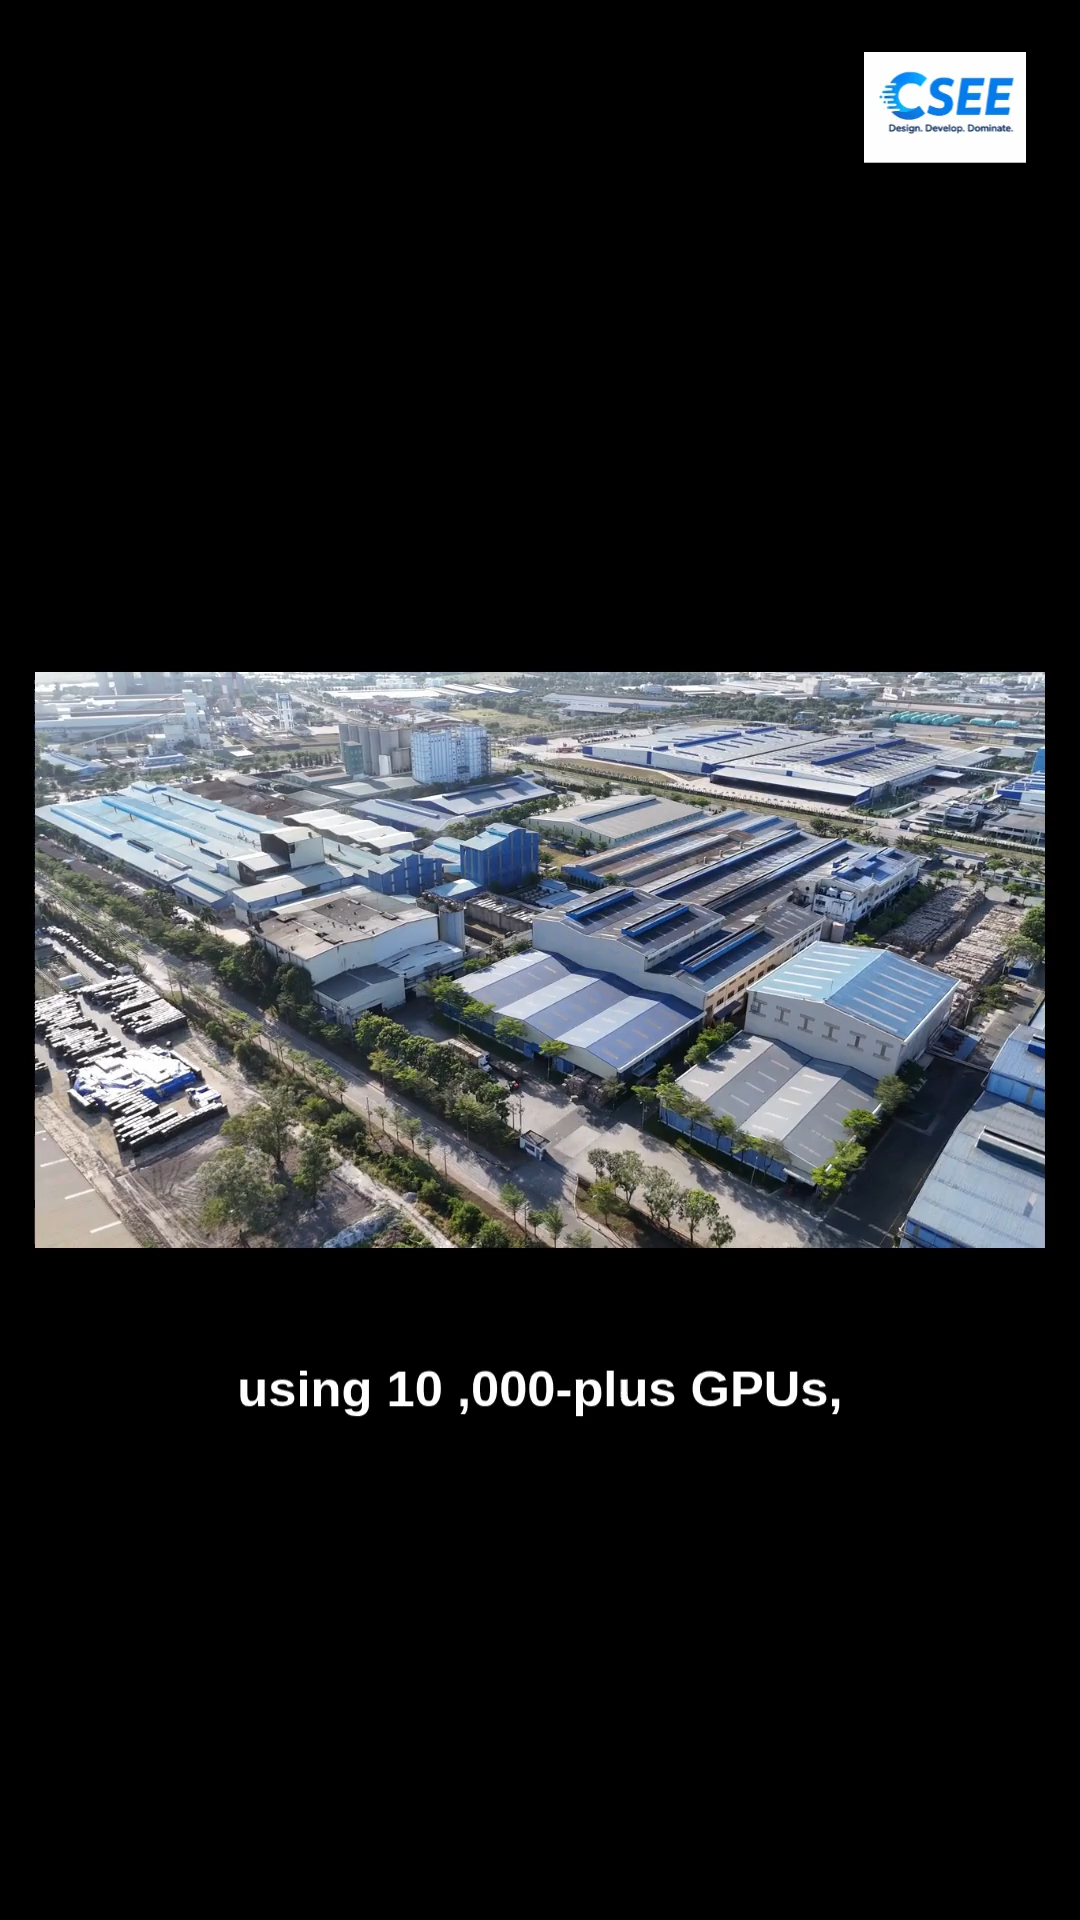 CSEE
Design. Develop. Dominate.
using 10 ,000-plus GPUs,